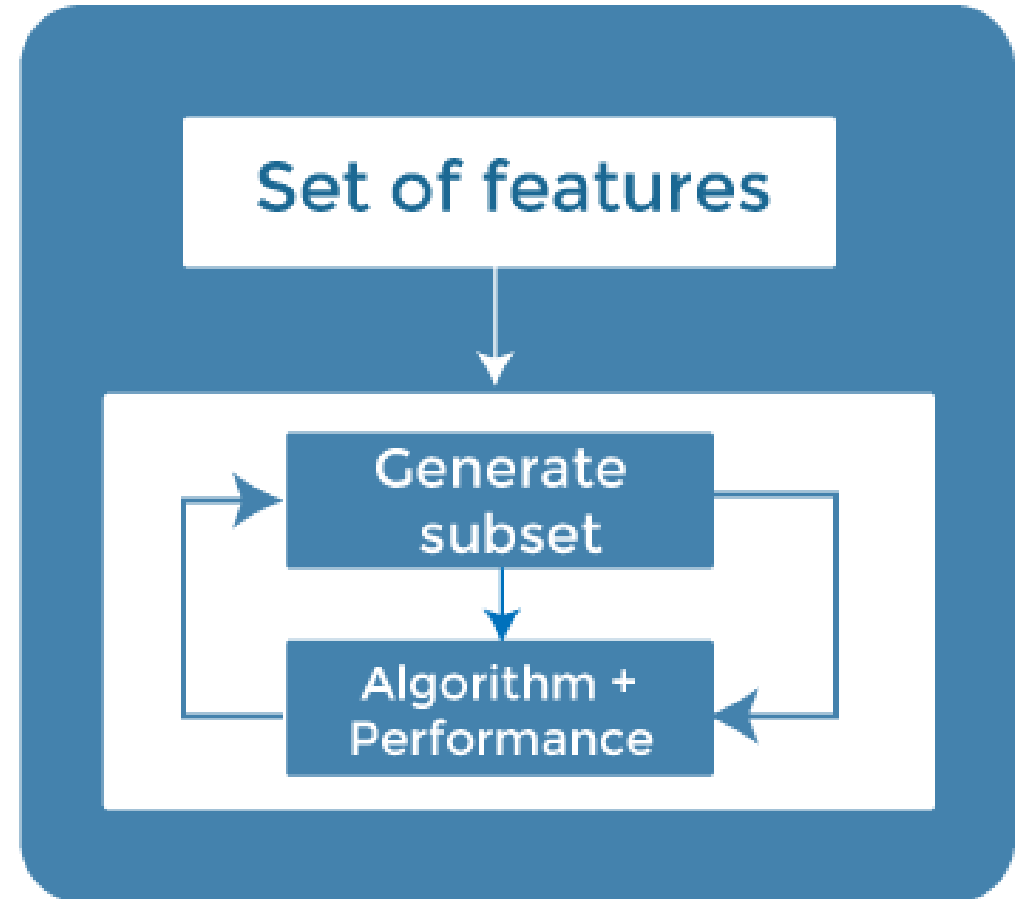 Set of features
Generate
subset
Algorithm +
Performance